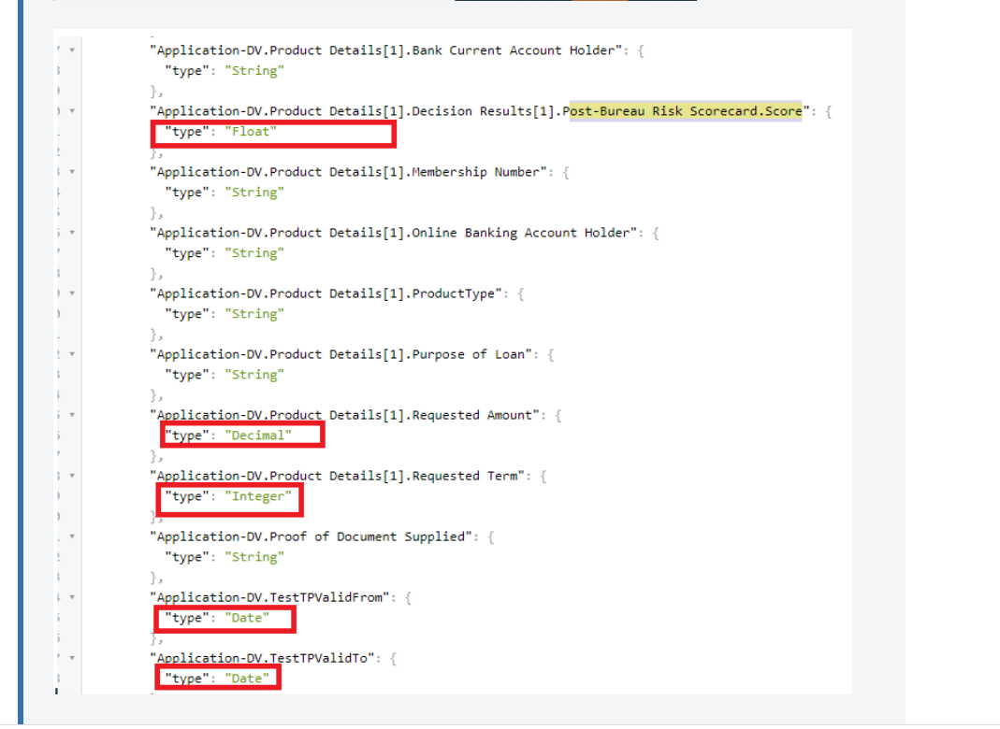 "Application-DV.Product Details[1].Bank Current Account Holder": {
"type": "String"
},
"Application-DV.Product Details[1].Decision Results[1].Post-Bureau Risk Scorecard.Score": {
"type": "Float"
},
"Application-DV.Product Details[1].Membership Number": {
"type": "String"
},
"Application-DV.Product Details[1].Online Banking Account Holder": {
"type": "String"
},
"Application-DV.Product Details[1].ProductType": {
"type": "String"
},
"Application-DV.Product Details[1].Purpose of Loan": {
"type": "String"
},
"Application-DV.Product Details[1].Requested Amount": {
"type": "Decimal"
},
"Application-DV.Product Details[1].Requested Term": {
"type": "Integer"
},
"Application-DV.Proof of Document Supplied": {
"type": "String"
},
"Application-DV.TestTPValidFrom": {
"type": "Date"
},
"Application-DV.TestTPValidTo": {
"type": "Date"